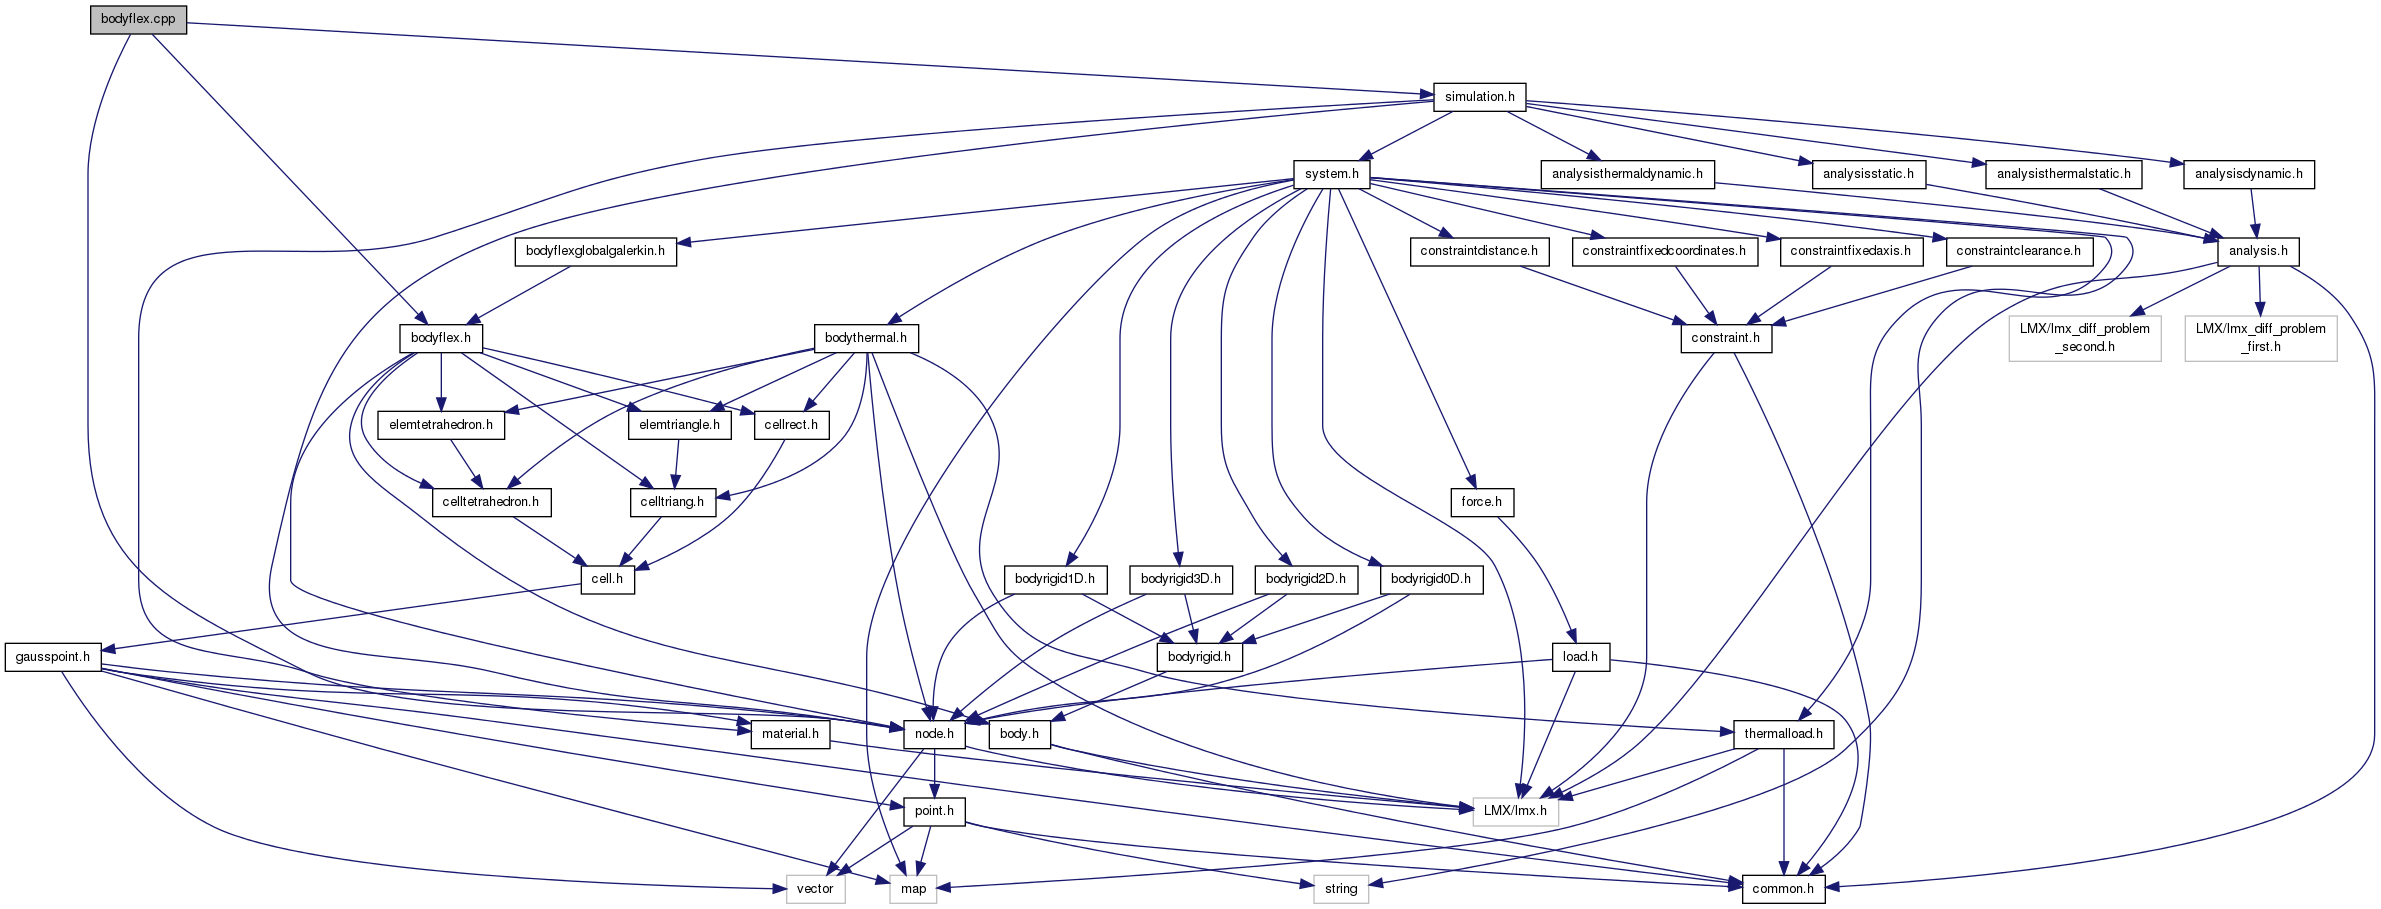 bodyflex.cpp
simulation.h
system.h
analysisthermaldynamic.h
analysisstatic.h
analysisthermalstatic.h
analysisdynamic.h
bodyflexglobalgalerkin.h
constraintdistance.h
constraintfixedcoordinates.h
constraintfixedaxis.h
constraintclearance.h
analysis.h
bodyflex.h
bodythermal.h
constraint.h
LMX/lmx_diff_problem
_second.h
LMX/lmx_diff_problem
_first.h
elemtetrahedron.h
elemtriangle.h
cellrect.h
celltetrahedron.h
celltriang.h
force.h
cell.h
bodyrigid1D.h
bodyrigid3D.h
bodyrigid2D.h
bodyrigid0D.h
gausspoint.h
bodyrigid.h
load.h
material.h
node.h
body.h
thermalload.h
point.h
LMX/lmx.h
vector
map
string
common.h